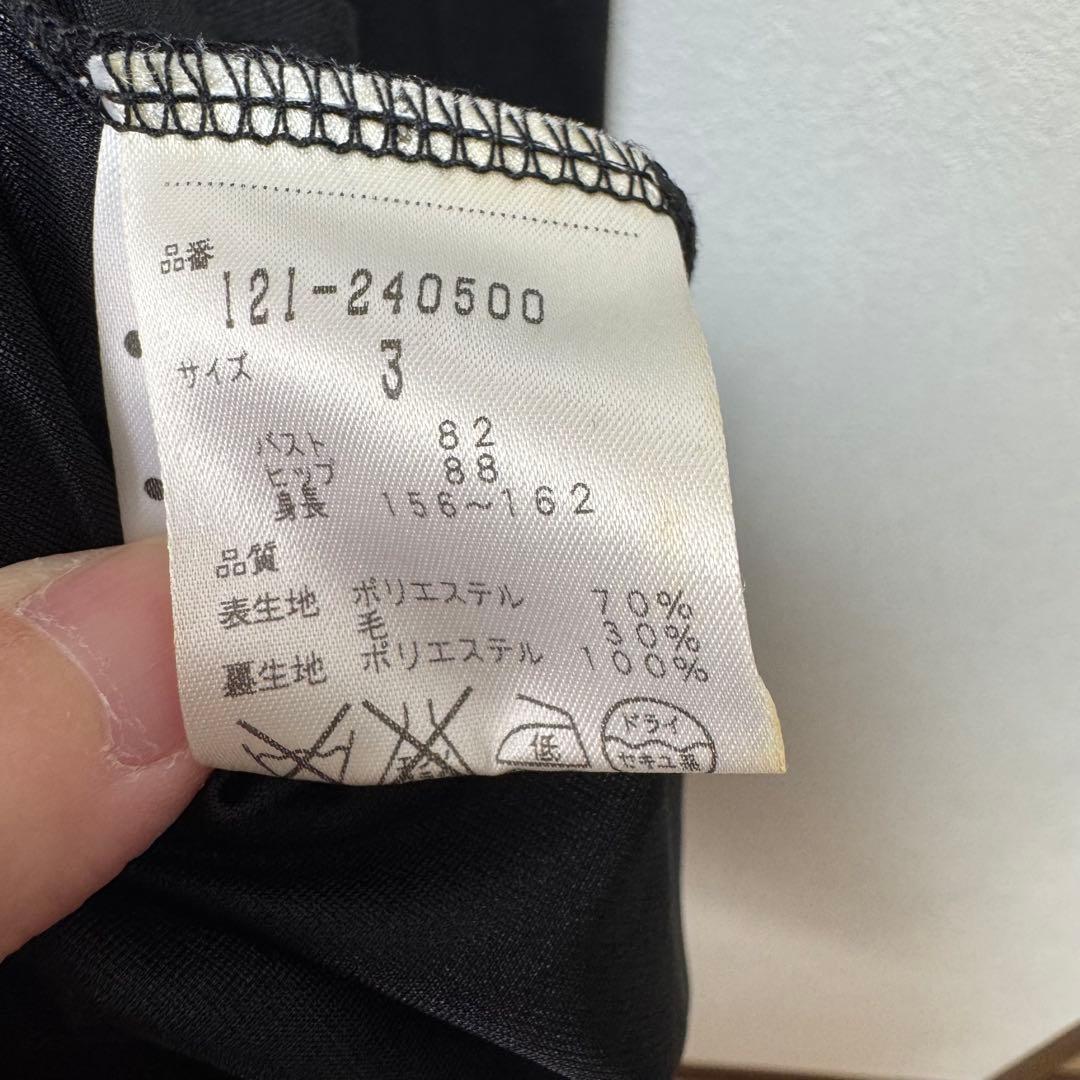 品番
121-240500
サイズ 3
バスト 82
ヒップ 88
身長 156~162
品質
表生地 ポリエステル 70%
毛 30%
裏生地 ポリエステル 100%
低
ドライ
セキユ系